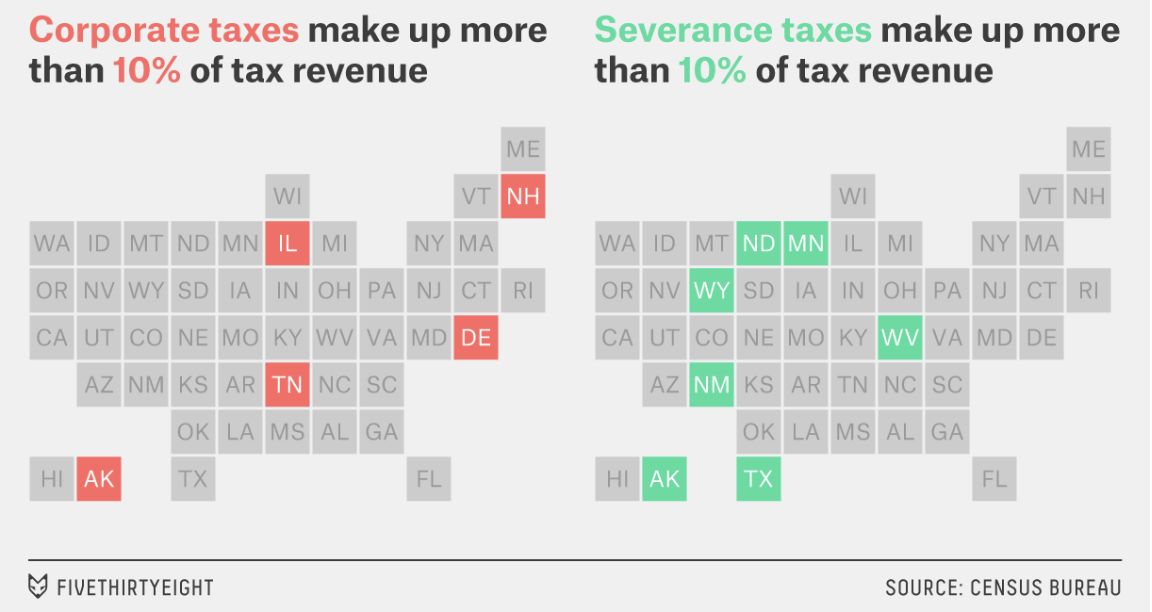 Corporate taxes make up more
than 10% of tax revenue
ME
WI VT NH
WA ID MT ND MN IL MI NY MA
OR NV WY SD IA IN OH PA NJ CT RI
CA UT CO NE MO KY WV VA MD DE
AZ NM KS AR TN NC SC
OK LA MS AL GA
HI AK TX FL
Severance taxes make up more
than 10% of tax revenue
ME
WI VT NH
WA ID MT ND MN IL MI NY MA
OR NV WY SD IA IN OH PA NJ CT RI
CA UT CO NE MO KY WV VA MD DE
AZ NM KS AR TN NC SC
OK LA MS AL GA
HI AK TX FL
FIVETHIRTYEIGHT
SOURCE: CENSUS BUREAU